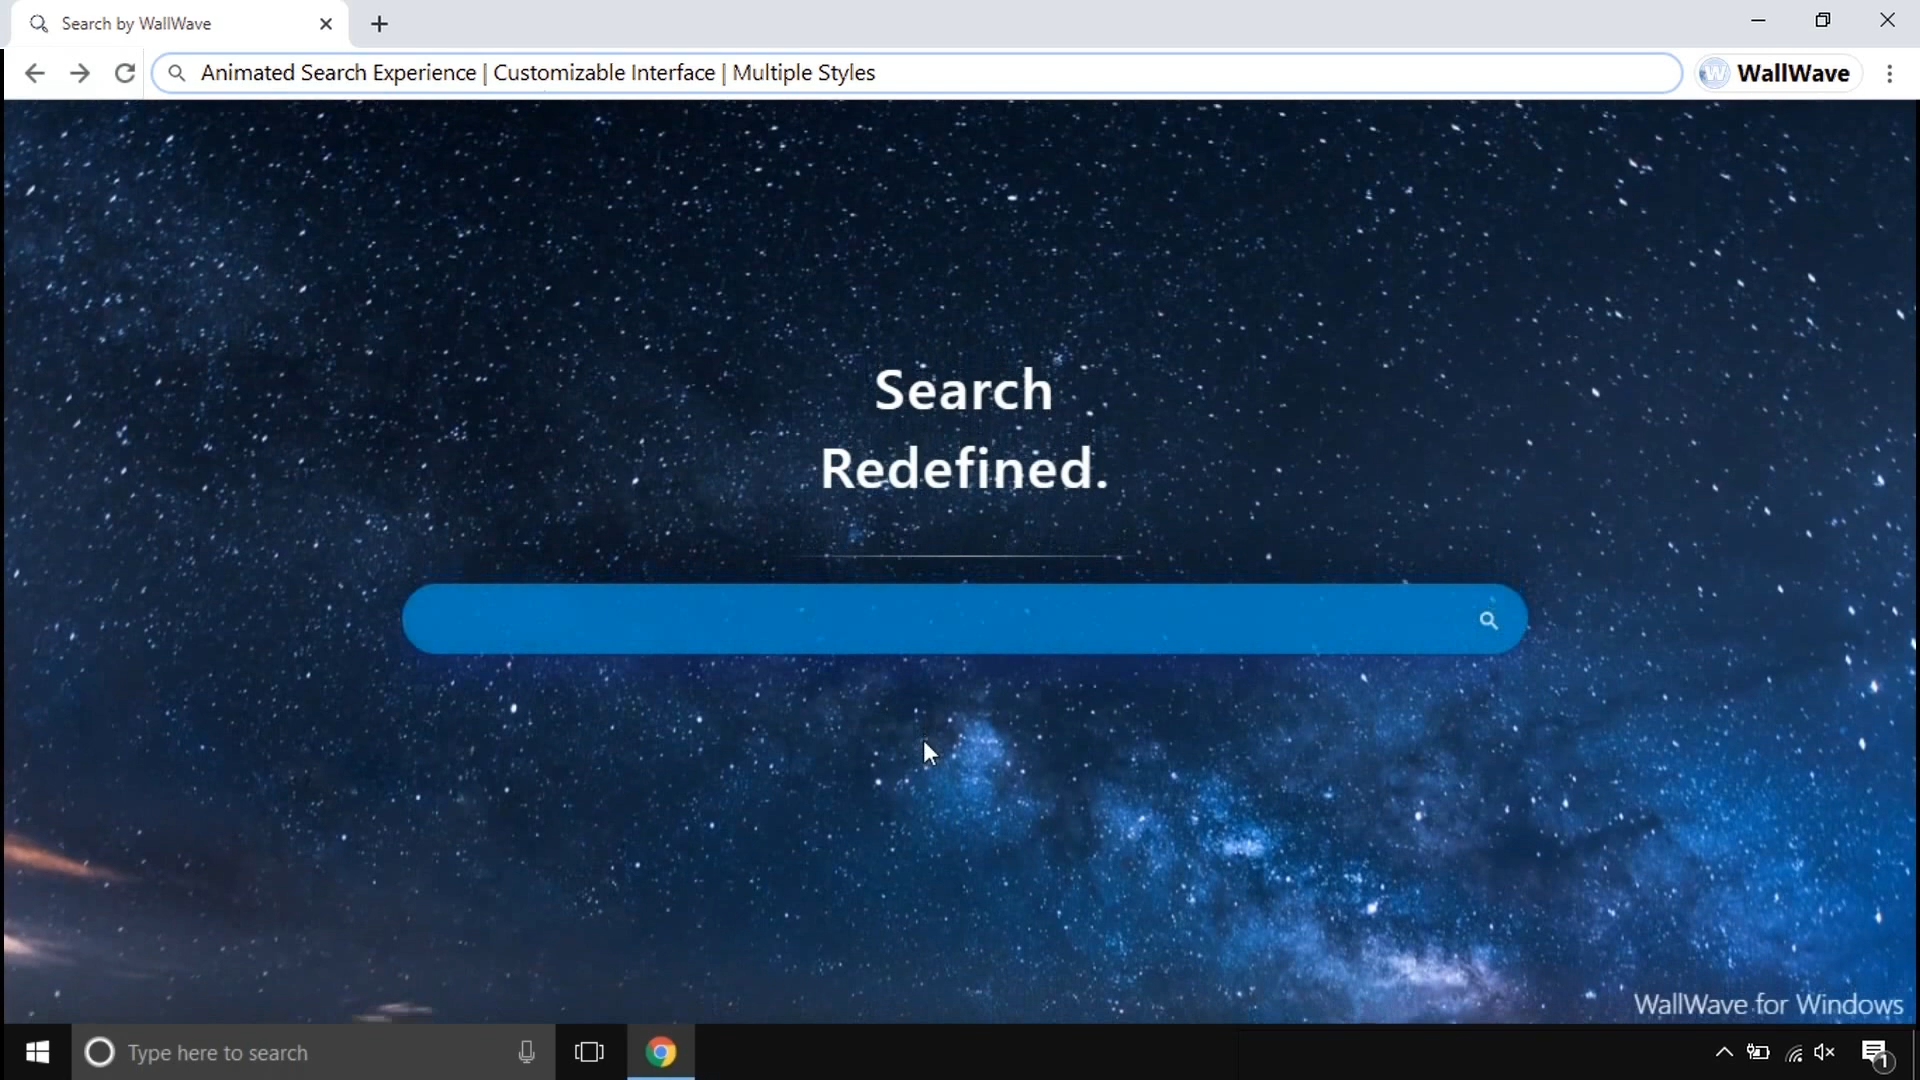 Search by WallWave
Animated Search Experience | Customizable Interface | Multiple Styles
W WallWave
Search
Redefined.
WallWave for Windows
Type here to search
1